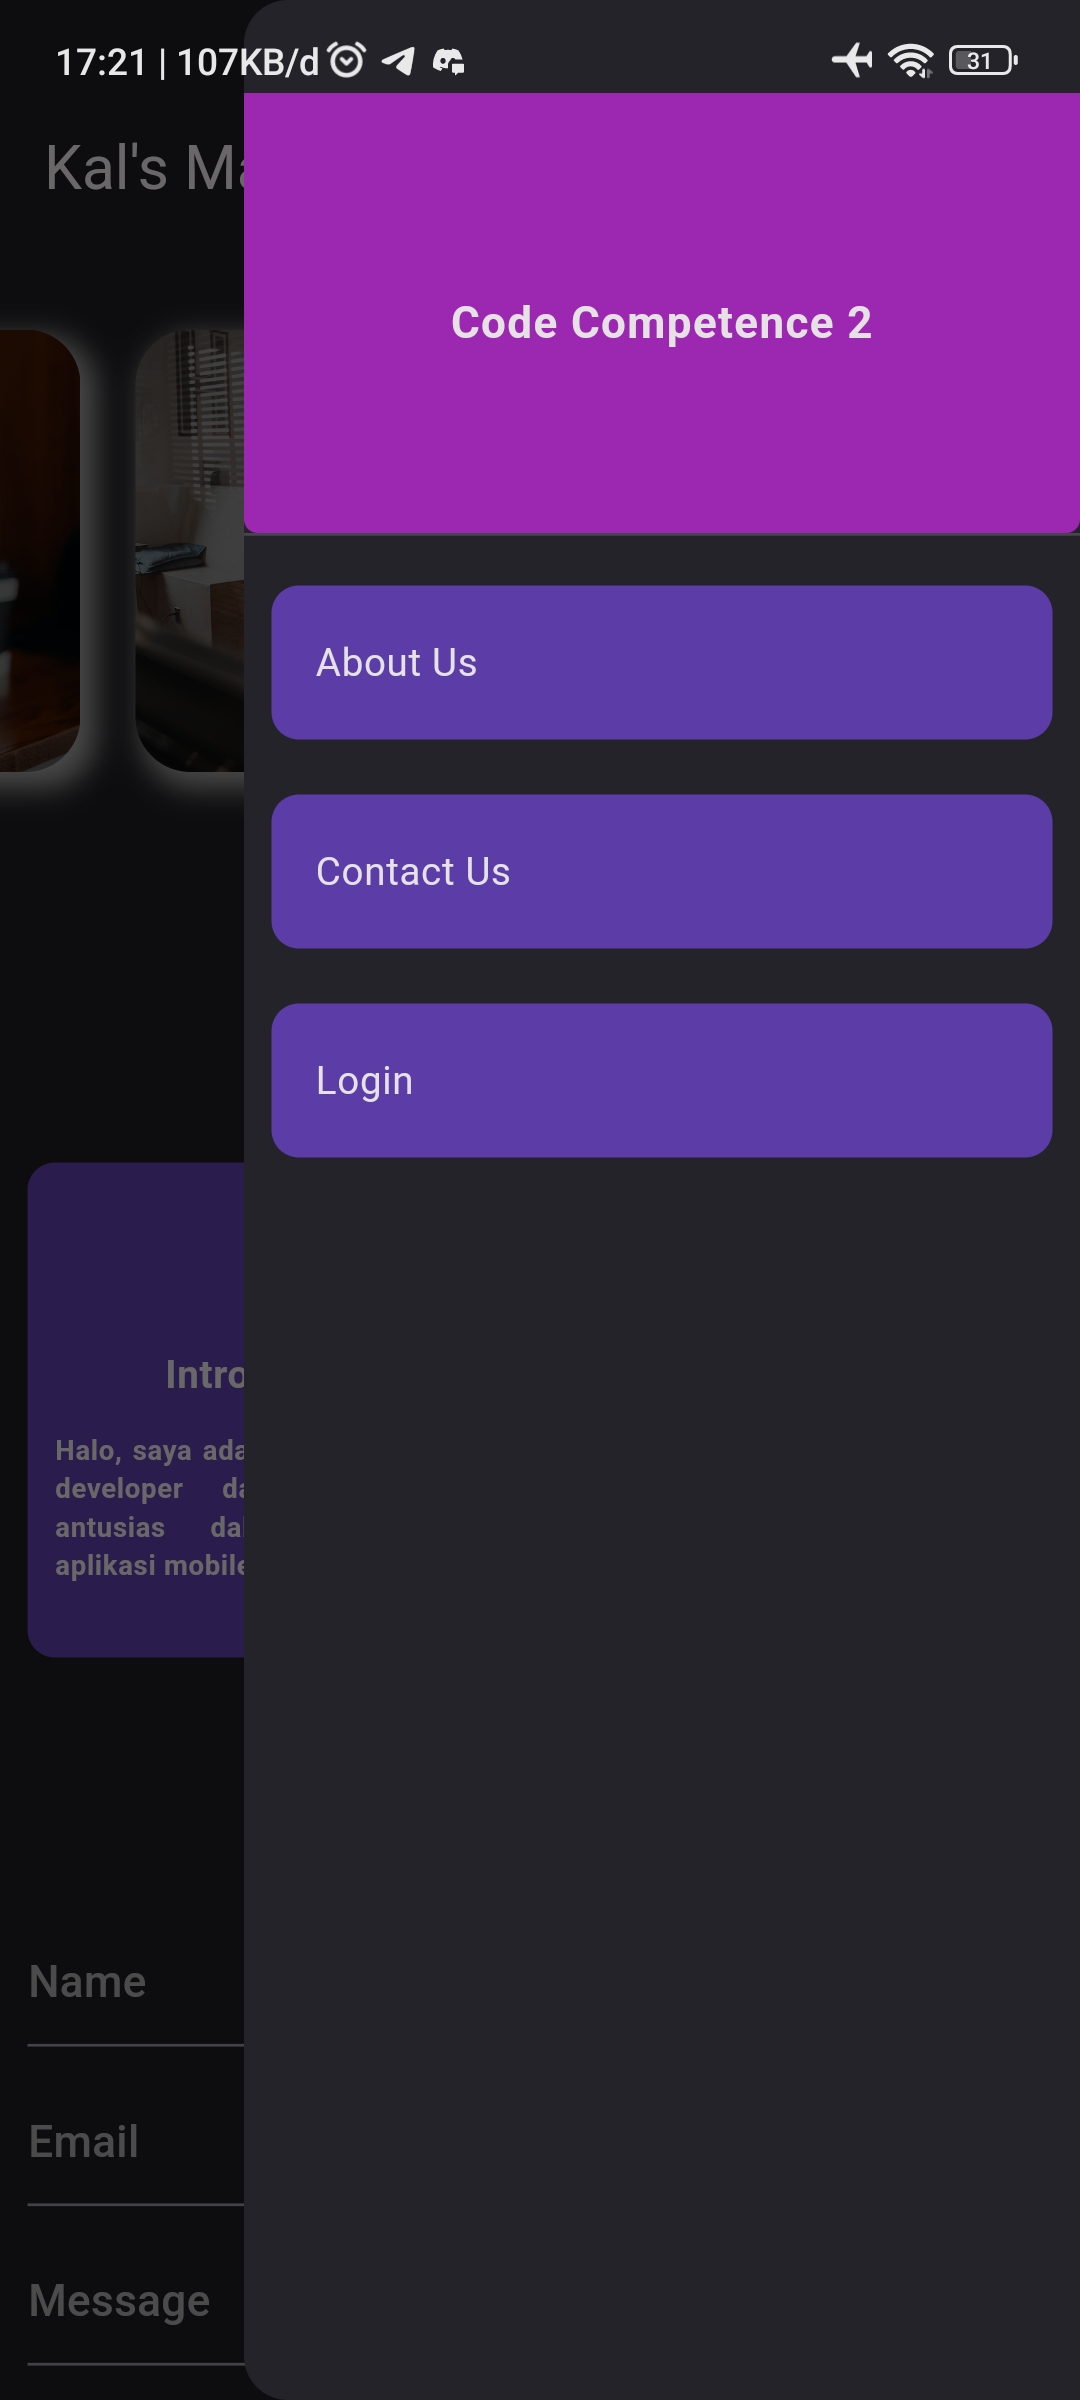 17:21 | 107KB/d
31
Kal's Ma
Code Competence 2
About Us
Contact Us
Login
Intro
Halo, saya ada
developer da
antusias dal
aplikasi mobile
Name
Email
Message